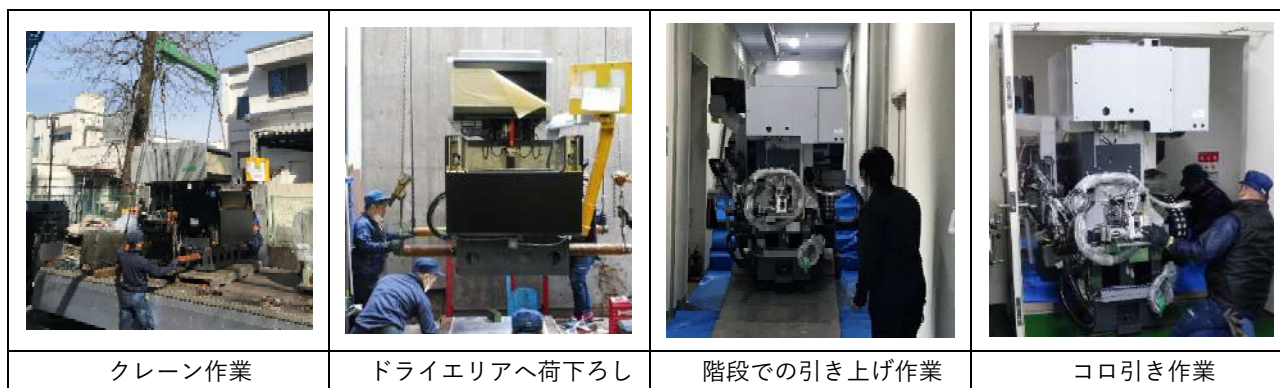 クレーン作業
ドライエリアへ荷下ろし
階段での引き上げ作業
コロ引き作業